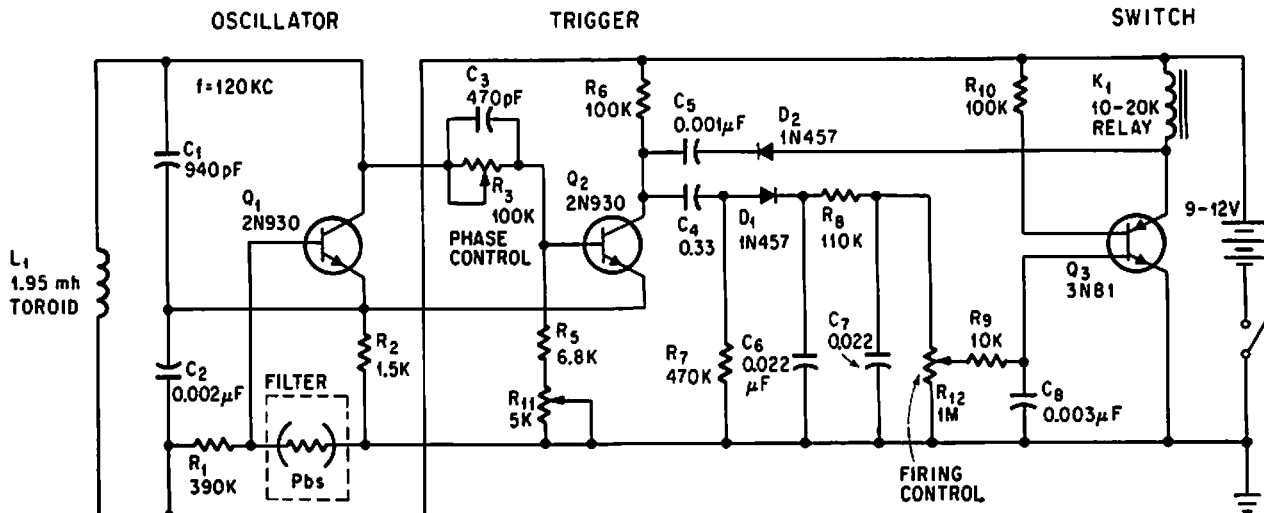 OSCILLATOR
TRIGGER
SWITCH
f=120KC
C3
470pF
R6
100K
C5
0.001μF
D2
1N457
R10
100K
K1
10-20K
RELAY
C1
940pF
Q1
2N930
R3
100K
PHASE
CONTROL
Q2
2N930
C4
0.33
D1
1N457
R8
110K
9-12V
L1
1.95 mh
TOROID
Q3
3N81
C2
0.002μF
FILTER
R2
1.5K
R5
6.8K
R7
470K
C6
0.022
μF
C7
0.022
R9
10K
R12
1M
C8
0.003μF
R11
5K
R1
390K
Pbs
FIRING
CONTROL